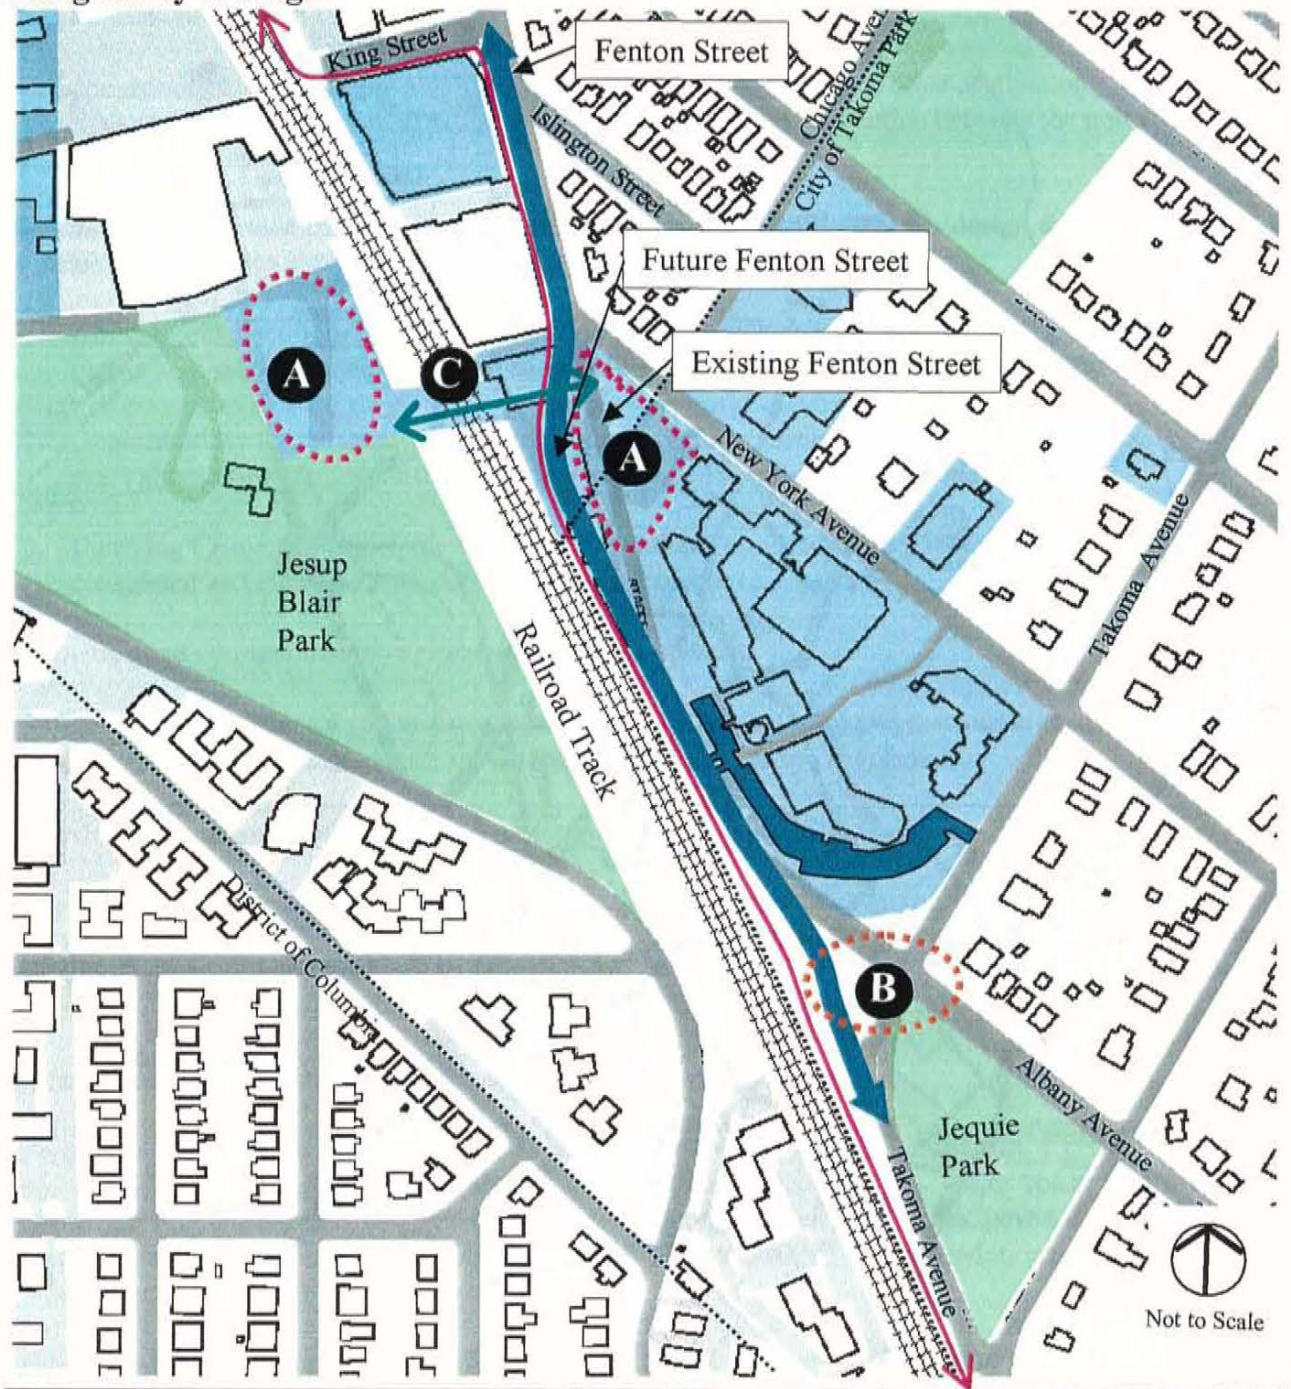 King Street
Fenton Street
Chicago Aven
City of Takoma Park
Islington Street
Future Fenton Street
Existing Fenton Street
A
C
A
New York Avenue
Takoma Avenue
Jesup
Blair
Park
Railroad Track
District of Columbia
B
Albany Avenue
Jequie
Park
Takoma Avenue
Not to Scale